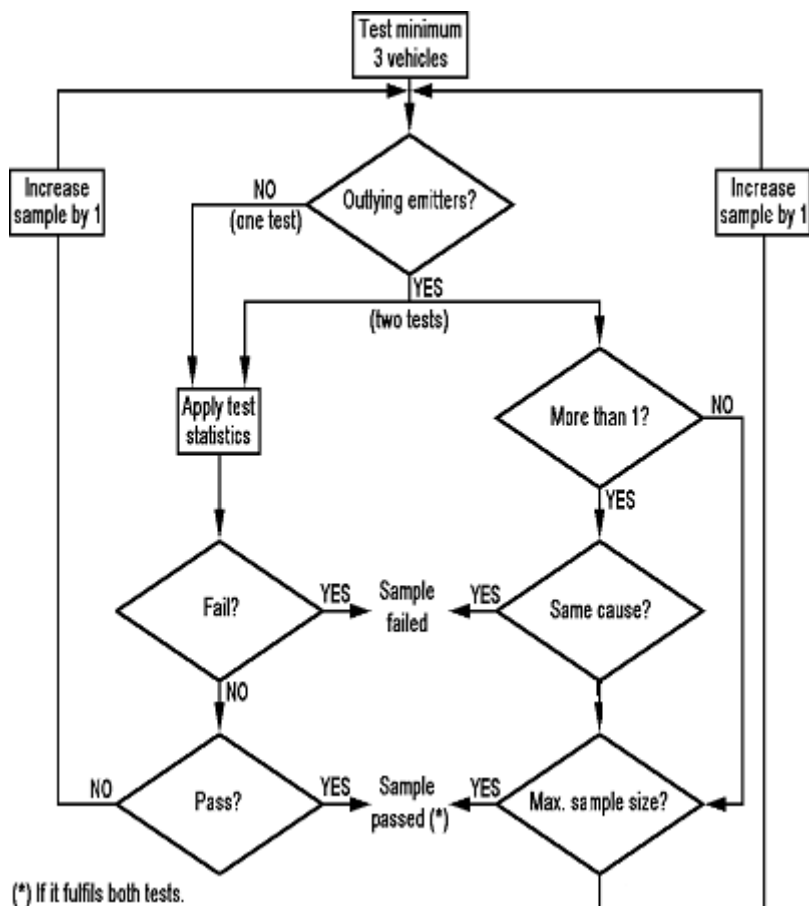 Test minimum
3 vehicles
Increase
sample by 1
NO
(one test)
Outlying emitters?
Increase
sample by 1
YES
(two tests)
Apply test
statistics
More than 1?
NO
YES
Fail?
YES
Sample
failed
YES
Same cause?
NO
NO
Pass?
YES
Sample
passed (*)
YES
Max. sample size?
(*) If it fulfils both tests.